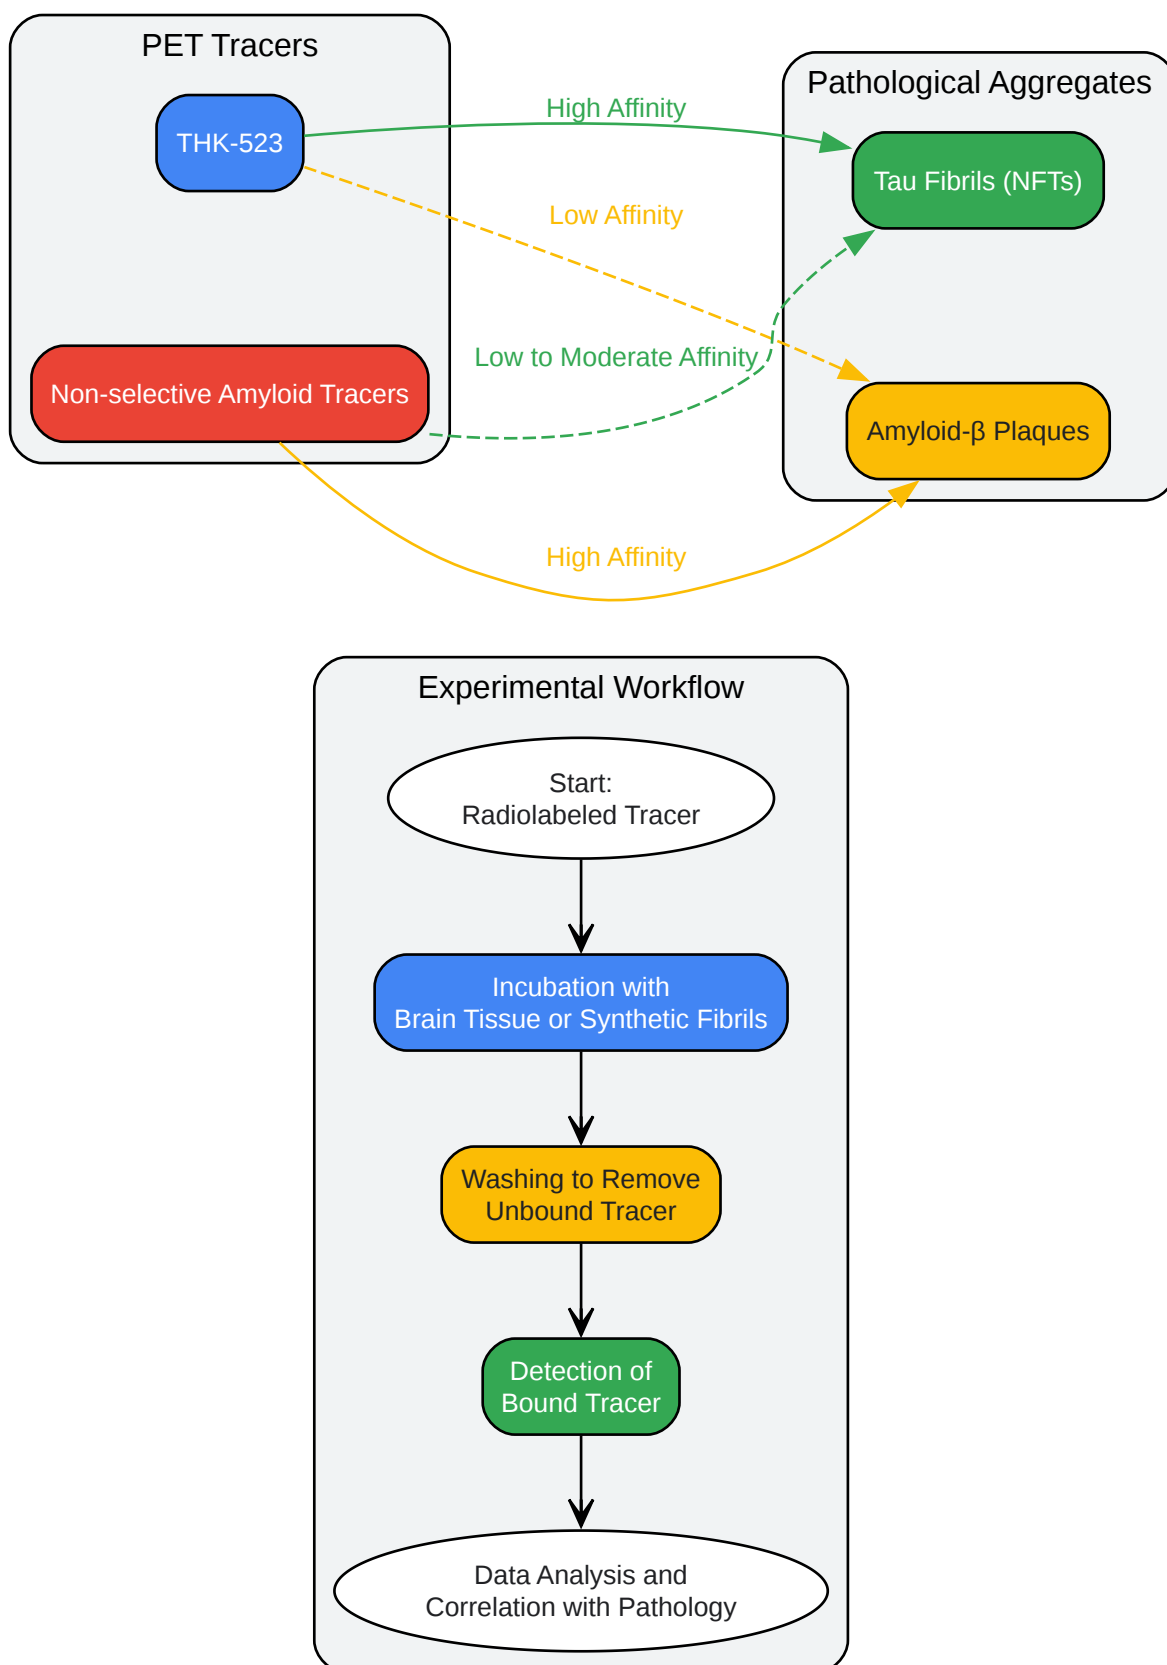 PET Tracers
Pathological Aggregates
THK-523
High Affinity
Tau Fibrils (NFTs)
Low Affinity
Low to Moderate Affinity
Non-selective Amyloid Tracers
Amyloid-β Plaques
High Affinity
Experimental Workflow
Start:
Radiolabeled Tracer
Incubation with
Brain Tissue or Synthetic Fibrils
Washing to Remove
Unbound Tracer
Detection of
Bound Tracer
Data Analysis and
Correlation with Pathology